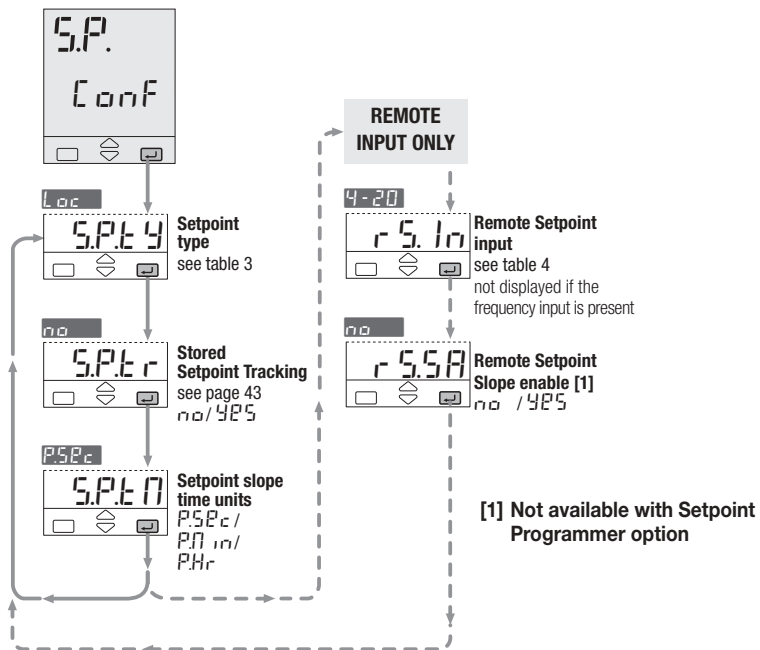 S.P.
ConF
Loc
S.P.tY
Setpoint
type
see table 3
no
S.P.tr
Stored
Setpoint Tracking
see page 43
no/YES
P.SEc
S.P.tM
Setpoint slope
time units
P.SEc/
P.Min/
P.Hr
REMOTE
INPUT ONLY
4-20
rS.In
Remote Setpoint
input
see table 4
not displayed if the
frequency input is present
no
rS.SA
Remote Setpoint
Slope enable [1]
no /YES
[1] Not available with Setpoint
Programmer option